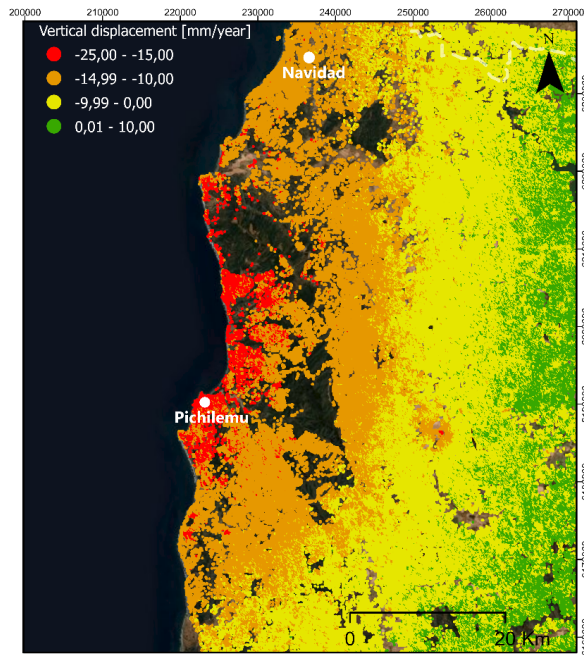 200000 210000 220000 230000 240000 250000 260000 270000
Vertical displacement [mm/year]
-25,00 - -15,00
-14,99 - -10,00
-9,99 - 0,00
0,01 - 10,00
N
Navidad
Pichilemu
0 20 Km